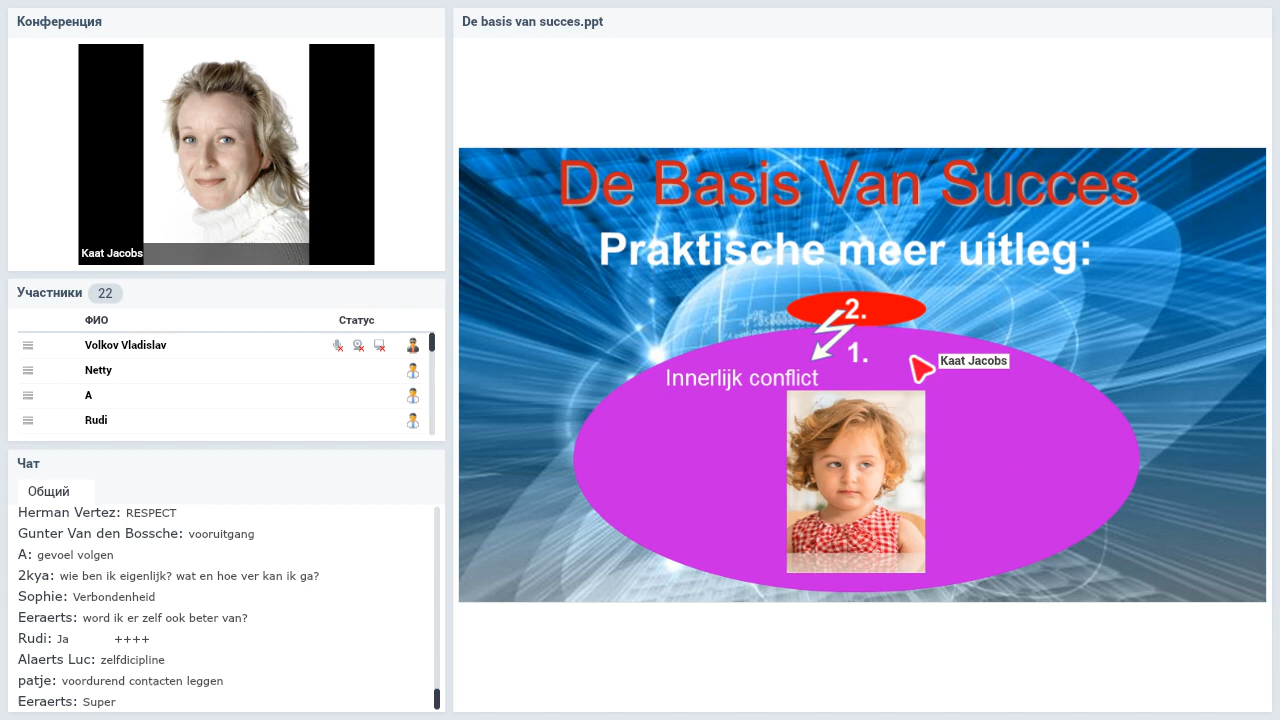 Конференция
Kaat Jacobs
Участники 22
ФИО Статус
Volkov Vladislav
Netty
A
Rudi
Чат
Общий
Herman Vertez: RESPECT
Gunter Van den Bossche: vooruitgang
A: gevoel volgen
2kya: wie ben ik eigenlijk? wat en hoe ver kan ik ga?
Sophie: Verbondenheid
Eeraerts: word ik er zelf ook beter van?
Rudi: Ja ++++
Alaerts Luc: zelfdicipline
patje: voordurend contacten leggen
Eeraerts: Super
De basis van succes.ppt
De Basis Van Succes
Praktische meer uitleg:
2.
1.
Kaat Jacobs
Innerlijk conflict